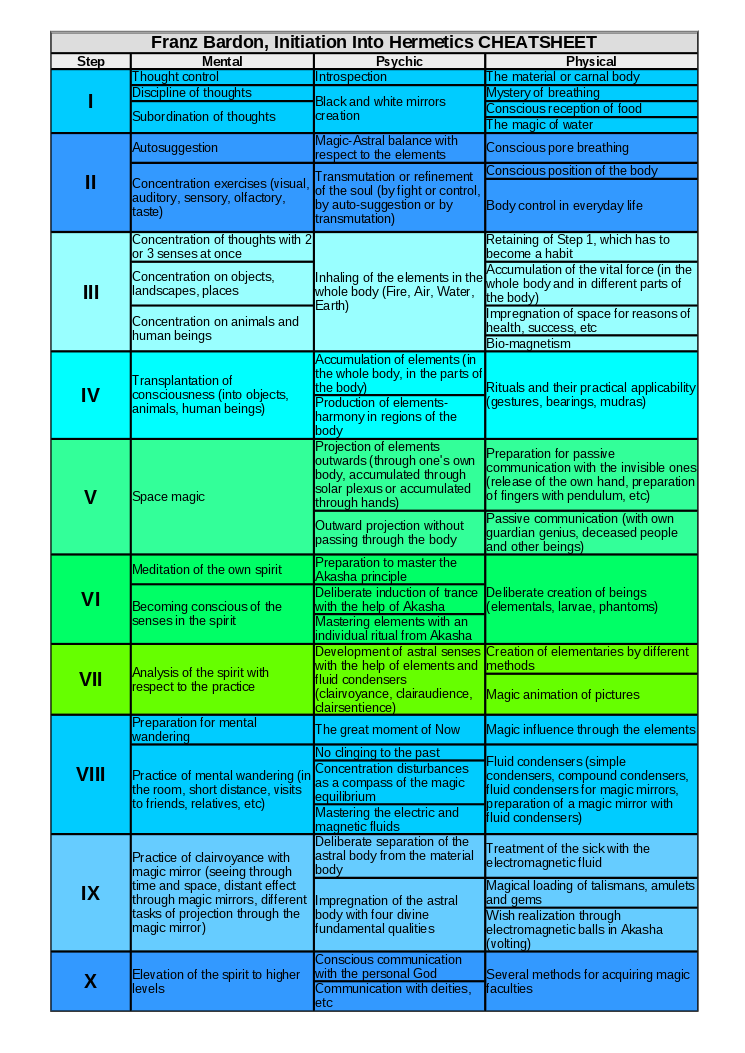 Franz Bardon, Initiation Into Hermetics CHEATSHEET
Step Mental Psychic Physical
I
Thought control
Discipline of thoughts
Subordination of thoughts
Introspection
Black and white mirrors
creation
The material or carnal body
Mystery of breathing
Conscious reception of food
The magic of water
II
Autosuggestion
Concentration exercises (visual,
auditory, sensory, olfactory,
taste)
Magic-Astral balance with
respect to the elements
Transmutation or refinement
of the soul (by fight or control,
by auto-suggestion or by
transmutation)
Conscious pore breathing
Conscious position of the body
Body control in everyday life
III
Concentration of thoughts with 2
or 3 senses at once
Concentration on objects,
landscapes, places
Concentration on animals and
human beings
Inhaling of the elements in the
whole body (Fire, Air, Water,
Earth)
Retaining of Step 1, which has to
become a habit
Accumulation of the vital force (in the
whole body and in different parts of
the body)
Impregnation of space for reasons of
health, success, etc
Bio-magnetism
IV
Transplantation of
consciousness (into objects,
animals, human beings)
Accumulation of elements (in
the whole body, in the parts of
the body)
Production of elements-
harmony in regions of the
body
Rituals and their practical applicability
(gestures, bearings, mudras)
V
Space magic
Projection of elements
outwards (through one's own
body, accumulated through
solar plexus or accumulated
through hands)
Outward projection without
passing through the body
Preparation for passive
communication with the invisible ones
(release of the own hand, preparation
of fingers with pendulum, etc)
Passive communication (with own
guardian genius, deceased people
and other beings)
VI
Meditation of the own spirit
Becoming conscious of the
senses in the spirit
Preparation to master the
Akasha principle
Deliberate induction of trance
with the help of Akasha
Mastering elements with an
individual ritual from Akasha
Deliberate creation of beings
(elementals, larvae, phantoms)
VII
Analysis of the spirit with
respect to the practice
Development of astral senses
with the help of elements and
fluid condensers
(clairvoyance, clairaudience,
clairsentience)
Creation of elementaries by different
methods
Magic animation of pictures
VIII
Preparation for mental
wandering
Practice of mental wandering (in
the room, short distance, visits
to friends, relatives, etc)
The great moment of Now
No clinging to the past
Concentration disturbances
as a compass of the magic
equilibrium
Mastering the electric and
magnetic fluids
Magic influence through the elements
Fluid condensers (simple
condensers, compound condensers,
fluid condensers for magic mirrors,
preparation of a magic mirror with
fluid condensers)
IX
Practice of clairvoyance with
magic mirror (seeing through
time and space, distant effect
through magic mirrors, different
tasks of projection through the
magic mirror)
Deliberate separation of the
astral body from the material
body
Impregnation of the astral
body with four divine
fundamental qualities
Treatment of the sick with the
electromagnetic fluid
Magical loading of talismans, amulets
and gems
Wish realization through
electromagnetic balls in Akasha
(volting)
X
Elevation of the spirit to higher
levels
Conscious communication
with the personal God
Communication with deities,
etc
Several methods for acquiring magic
faculties